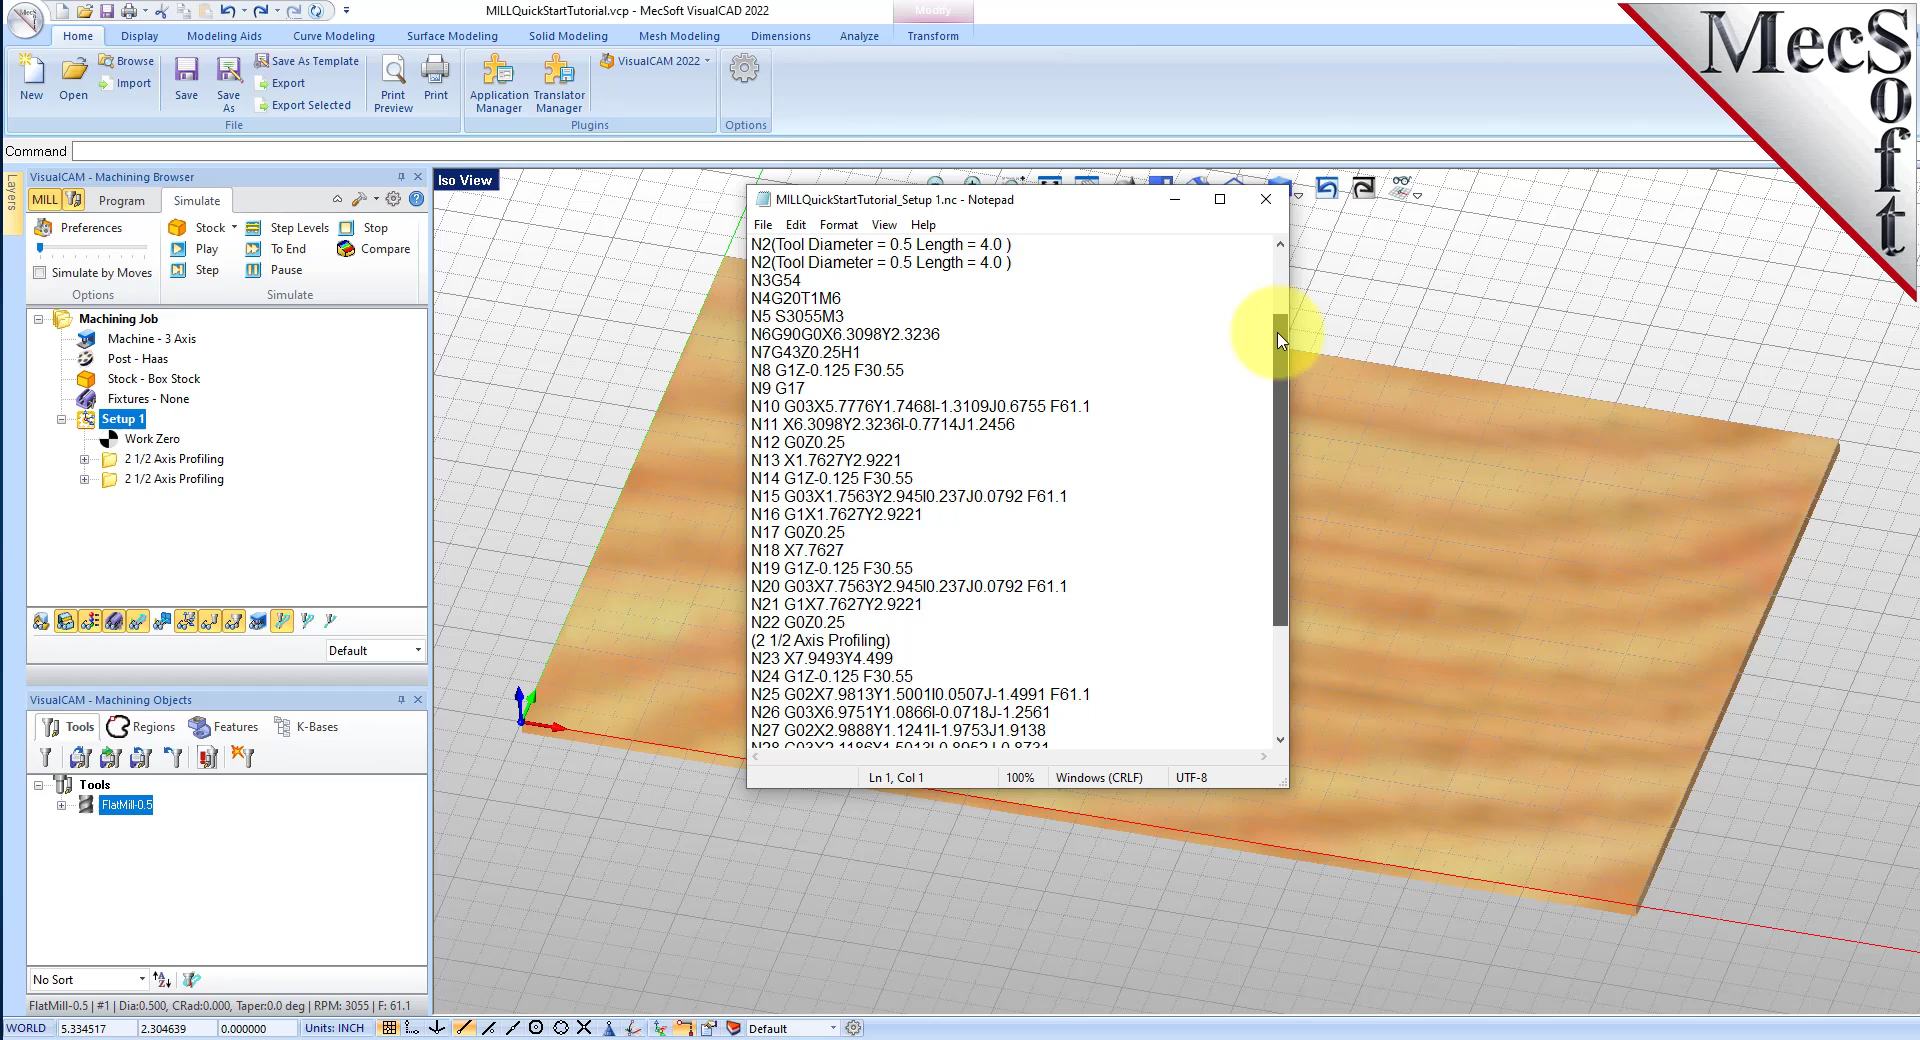 MILLQuickStartTutorial.vcp - MecSoft VisualCAD 2022
Modify
Home Display Modeling Aids Curve Modeling Surface Modeling Solid Modeling Mesh Modeling Dimensions Analyze Transform
New Open Browse Import Save Save As Save As Template Export Export Selected Print Preview Print Application Manager Translator Manager VisualCAM 2022
File Plugins Options
Command
MecSoft
Layers
VisualCAM - Machining Browser
MILL Program Simulate
Preferences Stock Step Levels Stop
Play To End Compare
Simulate by Moves Step Pause
Options Simulate
Machining Job
Machine - 3 Axis
Post - Haas
Stock - Box Stock
Fixtures - None
Setup 1
Work Zero
2 1/2 Axis Profiling
2 1/2 Axis Profiling
Default
VisualCAM - Machining Objects
Tools Regions Features K-Bases
Tools
FlatMill-0.5
No Sort
FlatMill-0.5 | #1 | Dia:0.500, CRad:0.000, Taper:0.0 deg | RPM: 3055 | F: 61.1
Iso View
MILLQuickStartTutorial_Setup 1.nc - Notepad
File Edit Format View Help
N2(Tool Diameter = 0.5 Length = 4.0 )
N2(Tool Diameter = 0.5 Length = 4.0 )
N3G54
N4G20T1M6
N5 S3055M3
N6G90G0X6.3098Y2.3236
N7G43Z0.25H1
N8 G1Z-0.125 F30.55
N9 G17
N10 G03X5.7776Y1.7468I-1.3109J0.6755 F61.1
N11 X6.3098Y2.3236I-0.7714J1.2456
N12 G0Z0.25
N13 X1.7627Y2.9221
N14 G1Z-0.125 F30.55
N15 G03X1.7563Y2.945I0.237J0.0792 F61.1
N16 G1X1.7627Y2.9221
N17 G0Z0.25
N18 X7.7627
N19 G1Z-0.125 F30.55
N20 G03X7.7563Y2.945I0.237J0.0792 F61.1
N21 G1X7.7627Y2.9221
N22 G0Z0.25
(2 1/2 Axis Profiling)
N23 X7.9493Y4.499
N24 G1Z-0.125 F30.55
N25 G02X7.9813Y1.5001I0.0507J-1.4991 F61.1
N26 G03X6.9751Y1.0866I-0.0718J-1.2561
N27 G02X2.9888Y1.1241I-1.9753J1.9138
Ln 1, Col 1 100% Windows (CRLF) UTF-8
WORLD 5.334517 2.304639 0.000000 Units: INCH Default